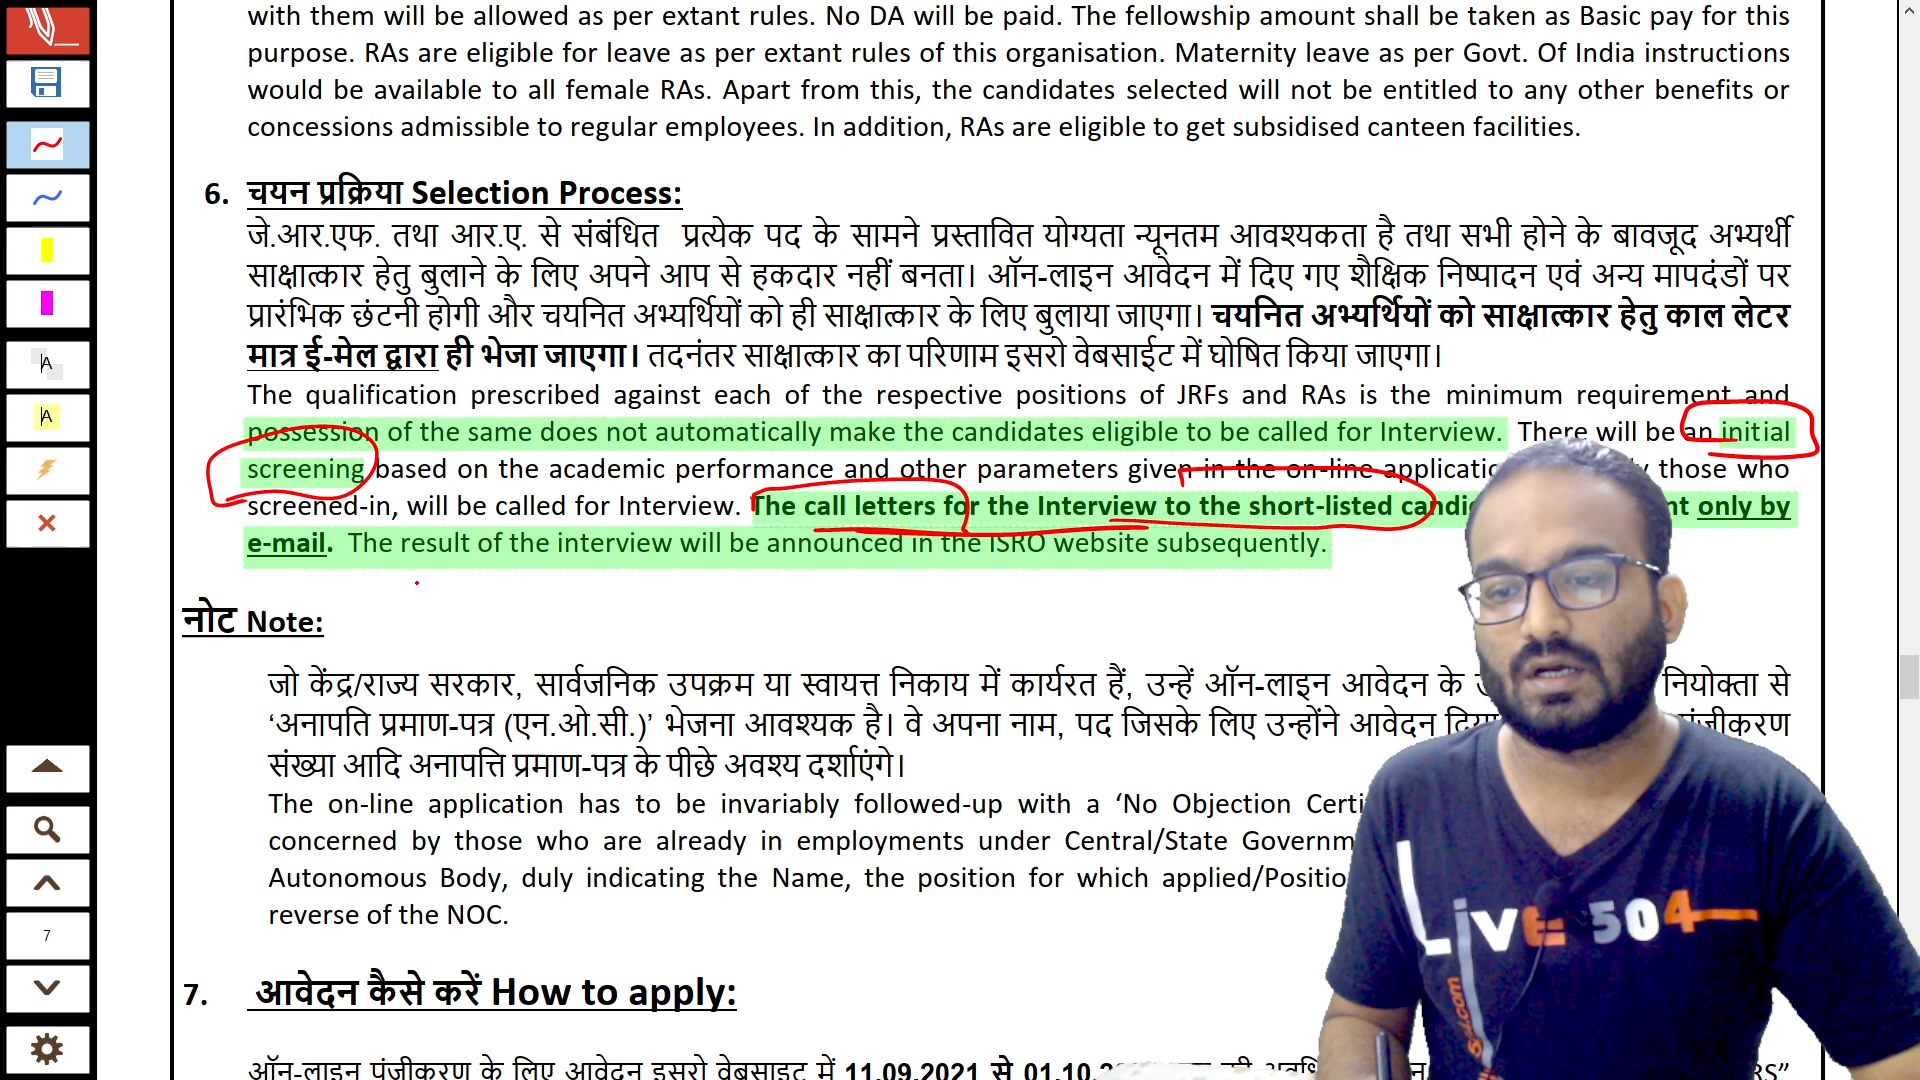 with them will be allowed as per extant rules. No DA will be paid. The fellowship amount shall be taken as Basic pay for this
purpose. RAs are eligible for leave as per extant rules of this organisation. Maternity leave as per Govt. Of India instructions
would be available to all female RAs. Apart from this, the candidates selected will not be entitled to any other benefits or
concessions admissible to regular employees. In addition, RAs are eligible to get subsidised canteen facilities.
6. चयन प्रक्रिया Selection Process:
जे.आर.एफ. तथा आर.ए. से संबंधित प्रत्येक पद के सामने प्रस्तावित योग्यता न्यूनतम आवश्यकता है तथा सभी होने के बावजूद अभ्यर्थी
साक्षात्कार हेतु बुलाने के लिए अपने आप से हकदार नहीं बनता। ऑन-लाइन आवेदन में दिए गए शैक्षिक निष्पादन एवं अन्य मापदंडों पर
प्रारंभिक छंटनी होगी और चयनित अभ्यर्थियों को ही साक्षात्कार के लिए बुलाया जाएगा। चयनित अभ्यर्थियों को साक्षात्कार हेतु काल लेटर
मात्र ई-मेल द्वारा ही भेजा जाएगा। तदनंतर साक्षात्कार का परिणाम इसरो वेबसाईट में घोषित किया जाएगा।
The qualification prescribed against each of the respective positions of JRFs and RAs is the minimum requirement and
possession of the same does not automatically make the candidates eligible to be called for Interview. There will be an initial
screening based on the academic performance and other parameters given in the on-line those who
screened-in, will be called for Interview. The call letters for the Interview to the short-listed only by
e-mail. The result of the interview will be announced in the ISRO website subsequently.
नोट Note:
जो केंद्र/राज्य सरकार, सार्वजनिक उपक्रम या स्वायत्त निकाय में कार्यरत हैं, उन्हें ऑन-लाइन आवेदन के नियोक्ता से
‘अनापति प्रमाण-पत्र (एन.ओ.सी.)’ भेजना आवश्यक है। वे अपना नाम, पद जिसके लिए उन्होंने आवेदन
संख्या आदि अनापत्ति प्रमाण-पत्र के पीछे अवश्य दर्शाएंगे।
The on-line application has to be invariably followed-up with a ‘No Objection
concerned by those who are already in employments under Central/State
Autonomous Body, duly indicating the Name, the position for which
reverse of the NOC.
7. आवेदन कैसे करें How to apply:
ऑन-लाइन पंजीकरण के लिए आवेदन इसरो वेबसाइट में 11.09.2021 से
7
A
A
Live 504